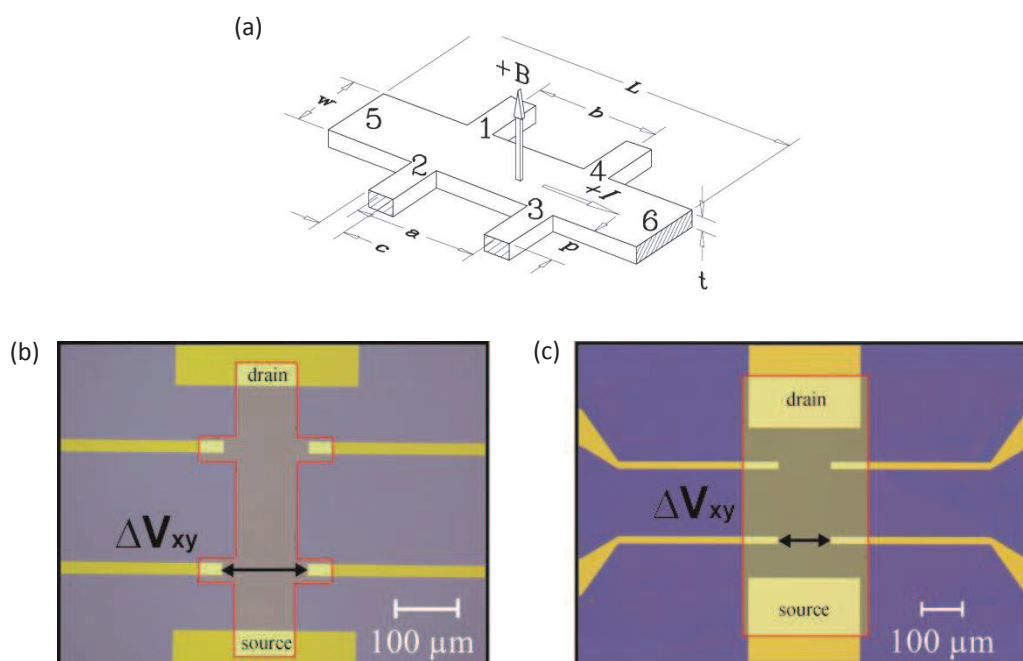 (a)
+B
L
w
b
5
1
2
4
+I
3
6
a
c
p
t
(b)
(c)
drain
drain
ΔVxy
ΔVxy
source
100 µm
source
100 µm